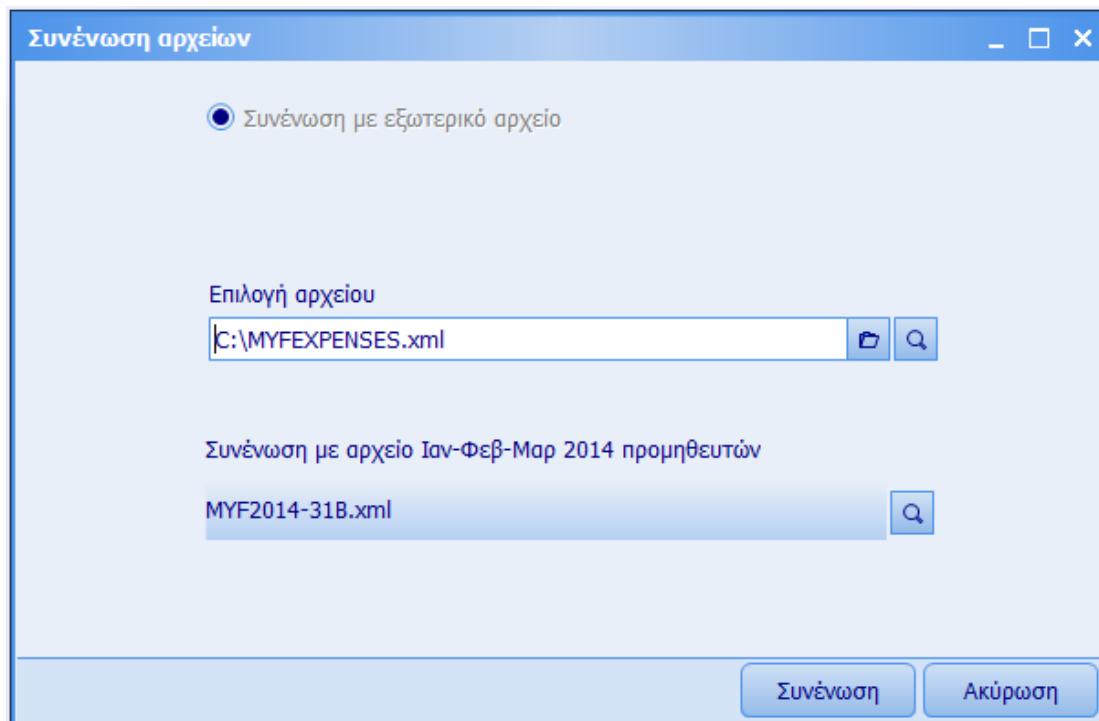 Συνένωση αρχείων
Συνένωση με εξωτερικό αρχείο
Επιλογή αρχείου
C:\MYFEXPENSES.xml
Συνένωση με αρχείο Ιαν-Φεβ-Μαρ 2014 προμηθευτών
MYF2014-31B.xml
Συνένωση Ακύρωση